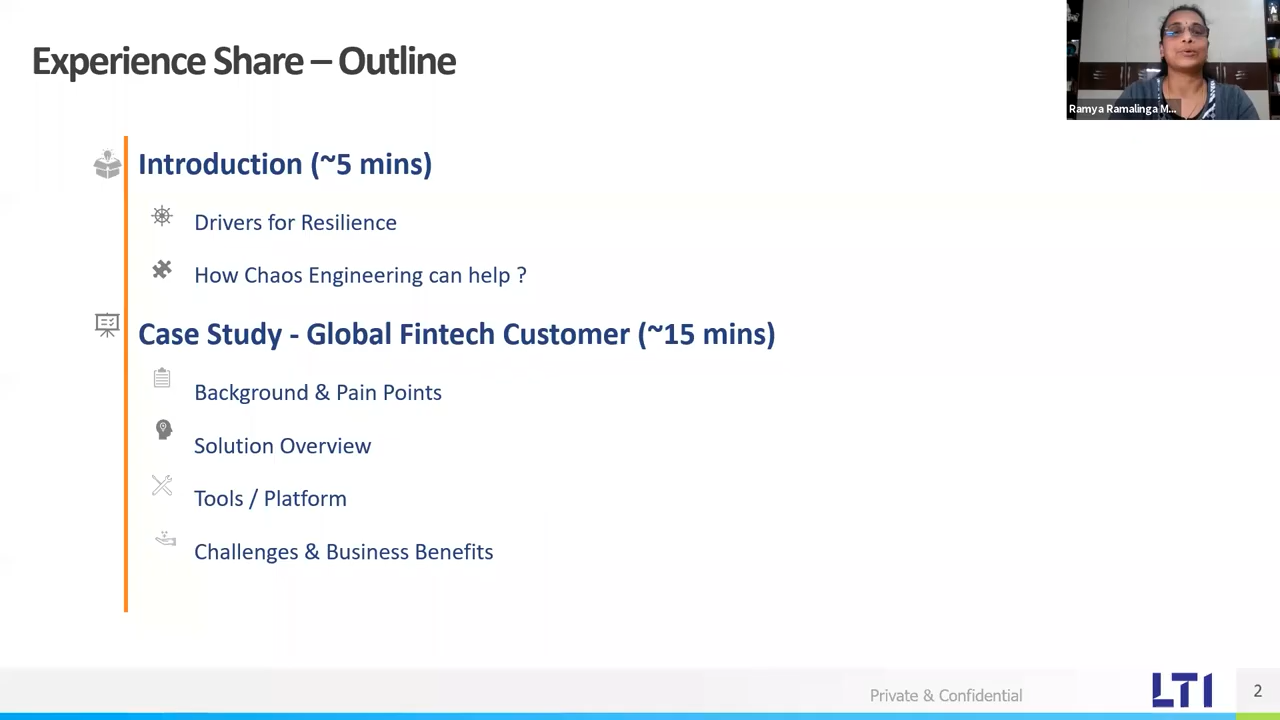 Experience Share – Outline
Ramya Ramalinga M...
Introduction (~5 mins)
Drivers for Resilience
How Chaos Engineering can help ?
Case Study - Global Fintech Customer (~15 mins)
Background & Pain Points
Solution Overview
Tools / Platform
Challenges & Business Benefits
Private & Confidential
LTI
2